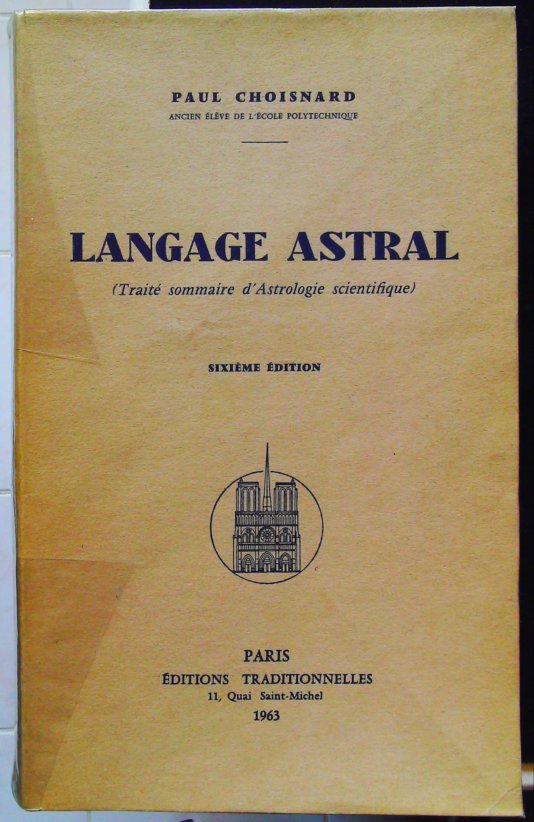 PAUL CHOISNARD
ANCIEN ÉLÈVE DE L'ÉCOLE POLYTECHNIQUE
LANGAGE ASTRAL
(Traité sommaire d'Astrologie scientifique)
SIXIÈME ÉDITION
PARIS
ÉDITIONS TRADITIONNELLES
11, Quai Saint-Michel
1963